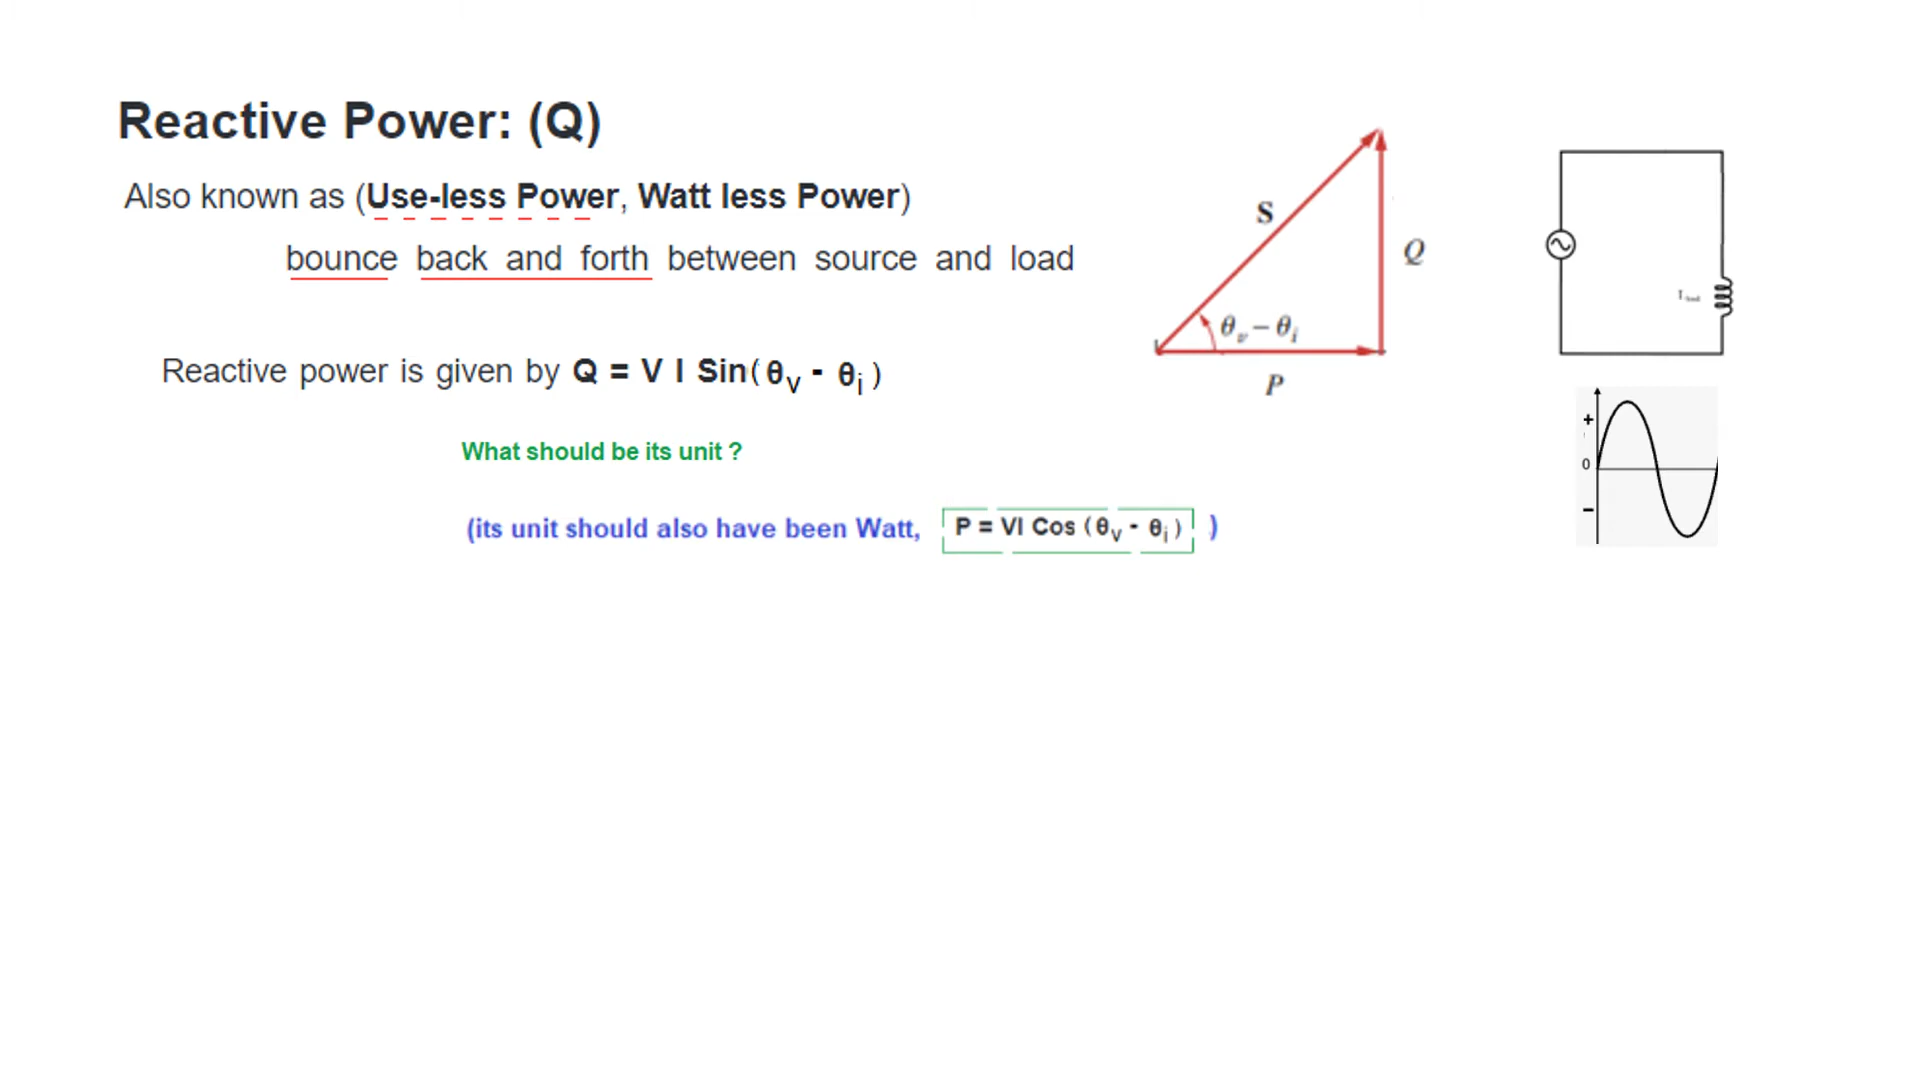 Reactive Power: (Q)
Also known as (Use-less Power, Watt less Power)
bounce back and forth between source and load
Reactive power is given by Q = V I Sin(θv - θi)
What should be its unit ?
(its unit should also have been Watt, P = VI Cos (θv - θi) )
S
Q
θv – θi
P
+
0
-